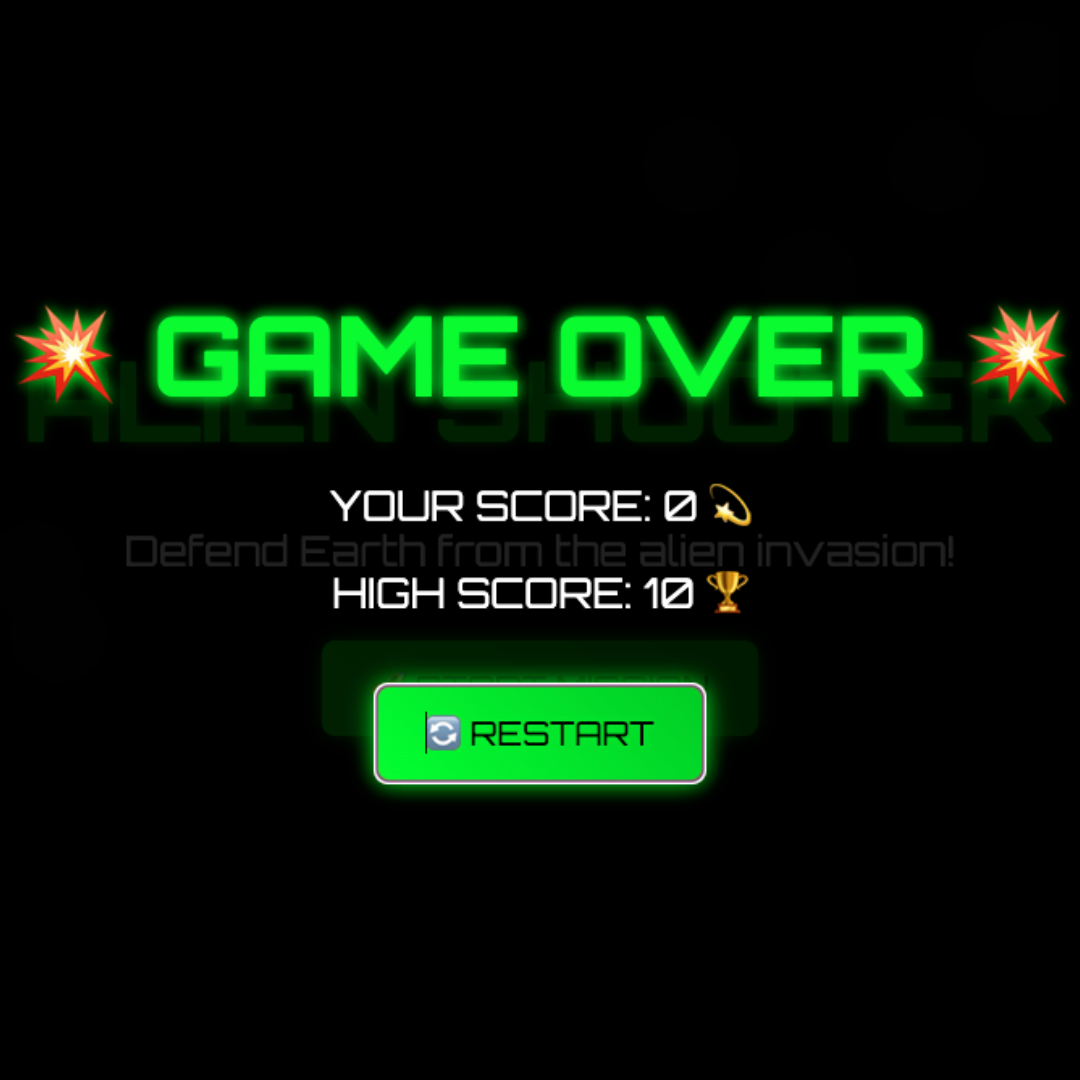 💥 GAME OVER 💥
ALIEN SHOOTER
YOUR SCORE: 0 💫
Defend Earth from the alien invasion!
HIGH SCORE: 10 🏆
🔄 RESTART